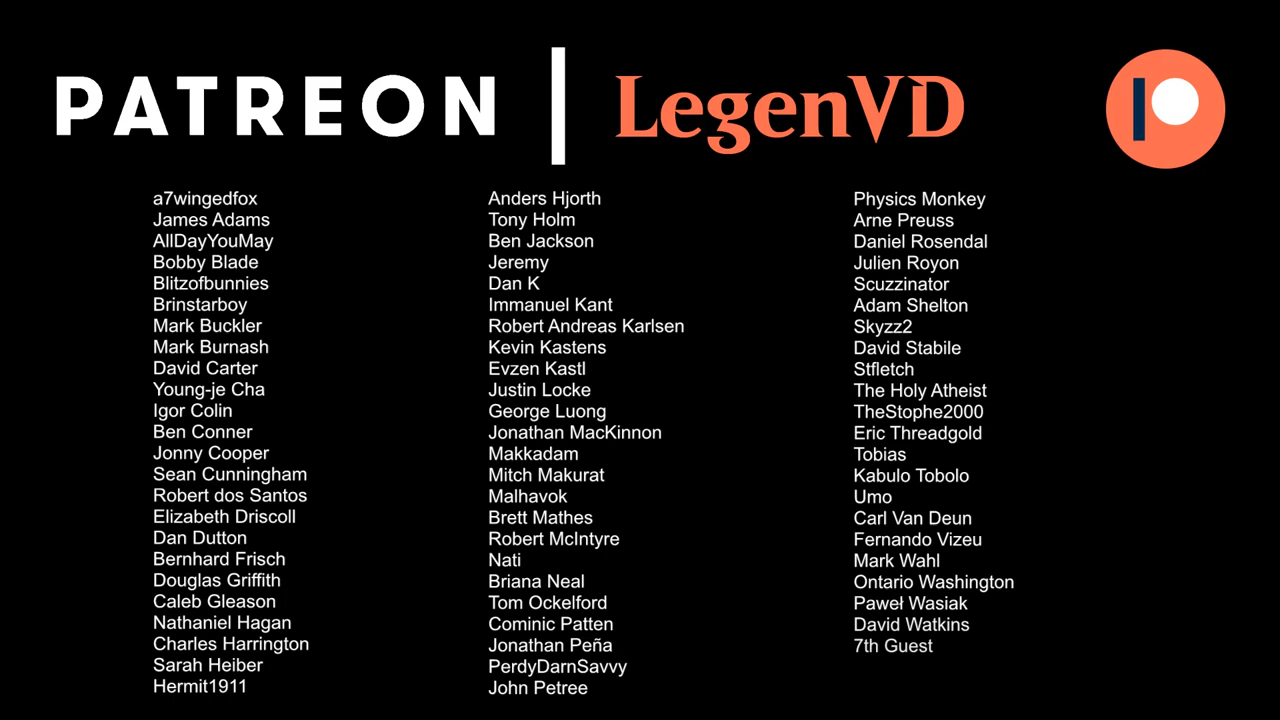 PATREON | LegenVD
a7wingedfox
James Adams
AllDayYouMay
Bobby Blade
Blitzofbunnies
Brinstarboy
Mark Buckler
Mark Burnash
David Carter
Young-je Cha
Igor Colin
Ben Conner
Jonny Cooper
Sean Cunningham
Robert dos Santos
Elizabeth Driscoll
Dan Dutton
Bernhard Frisch
Douglas Griffith
Caleb Gleason
Nathaniel Hagan
Charles Harrington
Sarah Heiber
Hermit1911
Anders Hjorth
Tony Holm
Ben Jackson
Jeremy
Dan K
Immanuel Kant
Robert Andreas Karlsen
Kevin Kastens
Evzen Kastl
Justin Locke
George Luong
Jonathan MacKinnon
Makkadam
Mitch Makurat
Malhavok
Brett Mathes
Robert McIntyre
Nati
Briana Neal
Tom Ockelford
Cominic Patten
Jonathan Peña
PerdyDarnSavvy
John Petree
Physics Monkey
Arne Preuss
Daniel Rosendal
Julien Royon
Scuzzinator
Adam Shelton
Skyzz2
David Stabile
Stfletch
The Holy Atheist
TheStophe2000
Eric Threadgold
Tobias
Kabulo Tobolo
Umo
Carl Van Deun
Fernando Vizeu
Mark Wahl
Ontario Washington
Paweł Wasiak
David Watkins
7th Guest